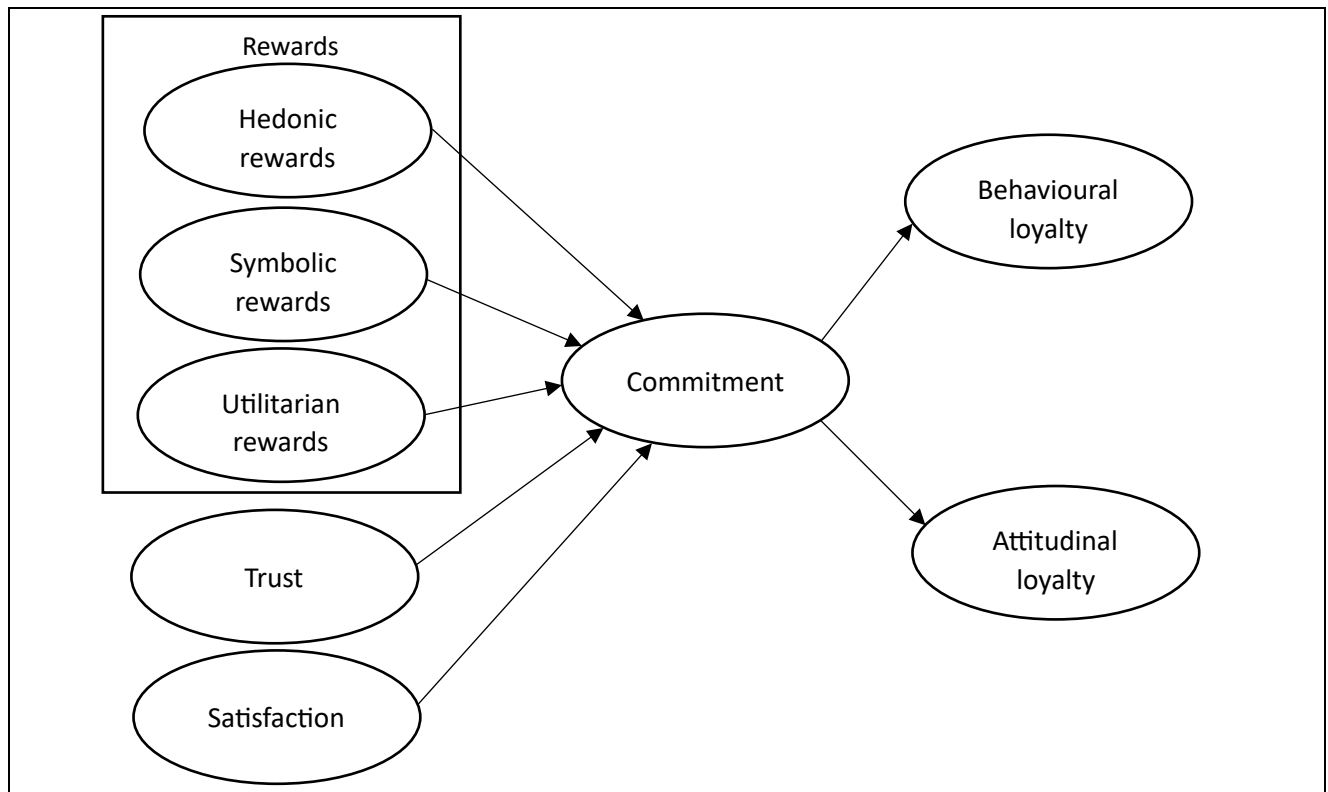 Rewards
Hedonic
rewards
Symbolic
rewards
Utilitarian
rewards
Trust
Satisfaction
Commitment
Behavioural
loyalty
Attitudinal
loyalty